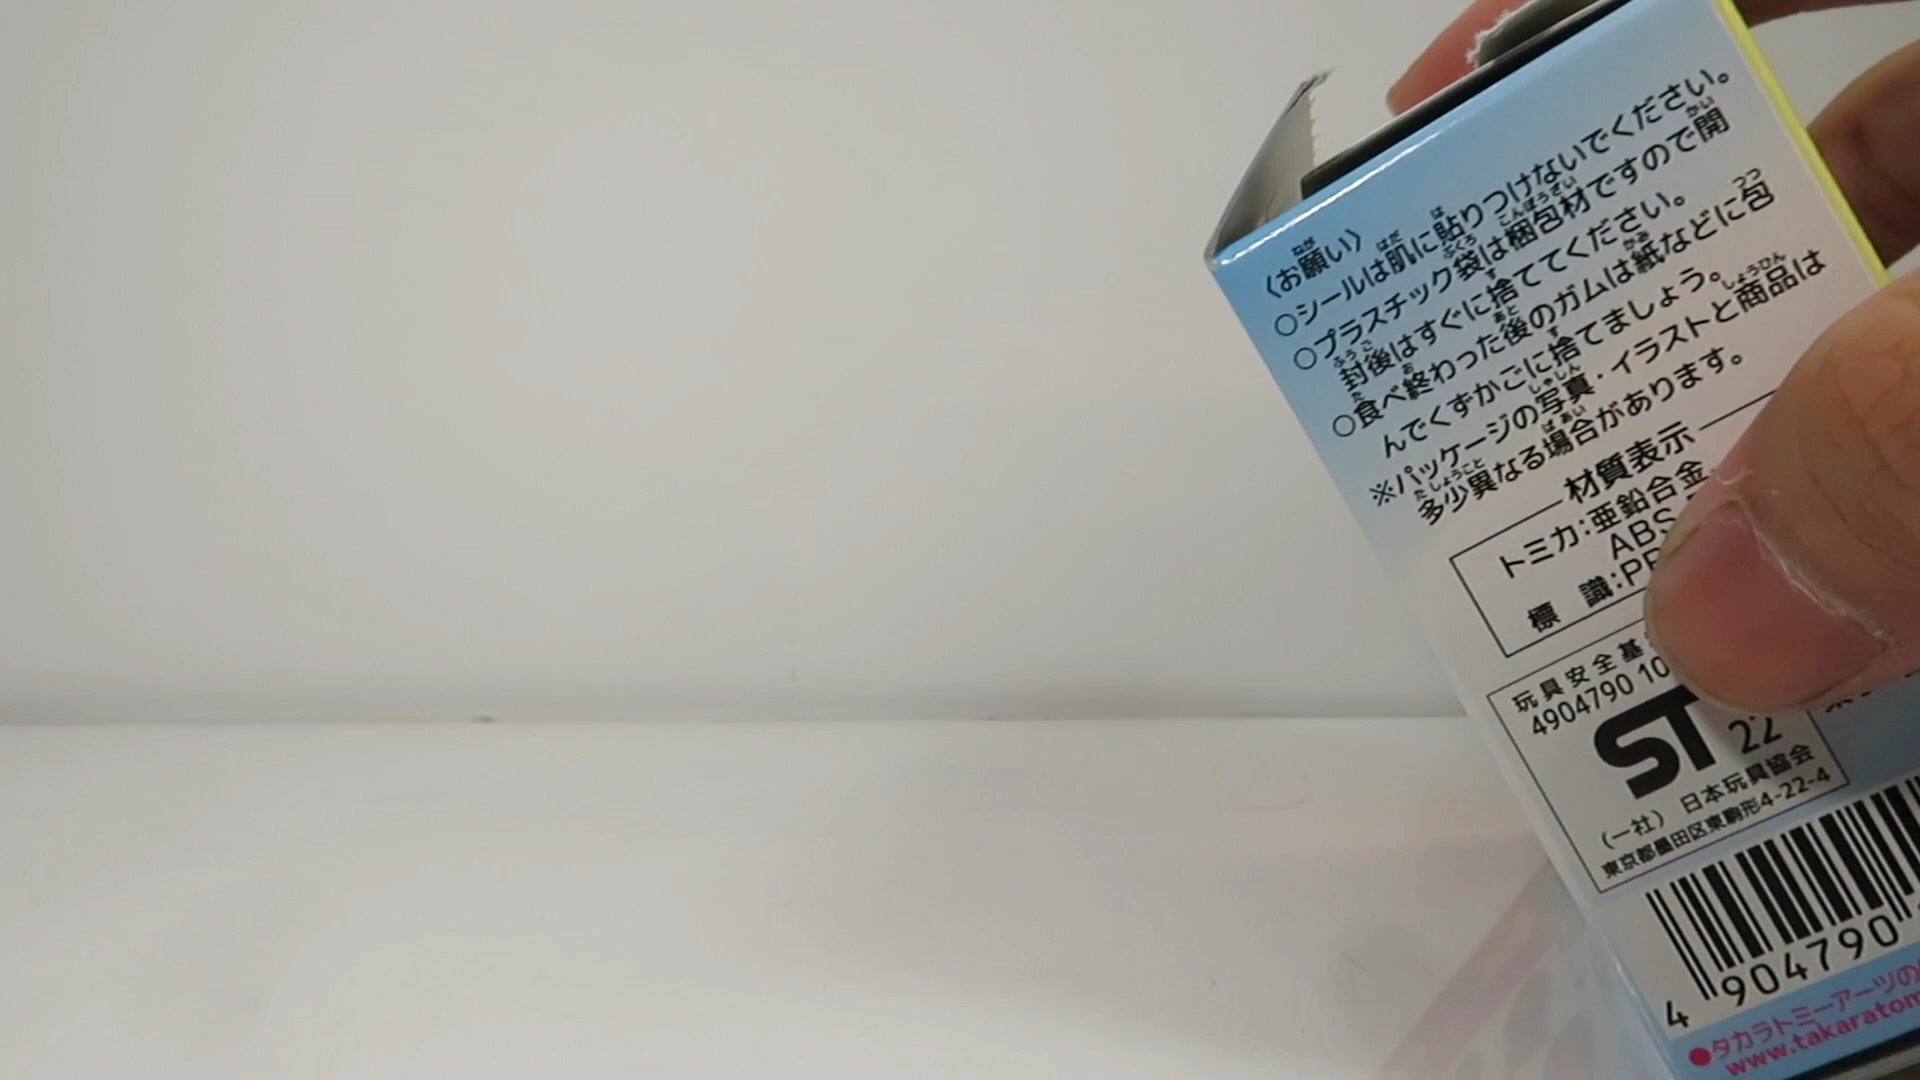 〈お願い〉
○シールは肌に貼りつけないでください。
○プラスチック袋は梱包材ですので開
封後はすぐに捨ててください。
○食べ終わった後のガムは紙などに包
んでくずかごに捨てましょう。
※パッケージの写真・イラストと商品は
多少異なる場合があります。
材質表示
トミカ:亜鉛合金
ABS
標 識:PP
玩具安全基
4904790 10
ST
22
(一社) 日本玩具協会
東京都墨田区東駒形4-22-4
4 904790
●タカラトミーアーツの
www.takaratom